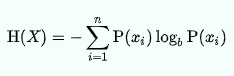 H(X) = − ∑_{i=1}^{n} P(x_i) log_b P(x_i)